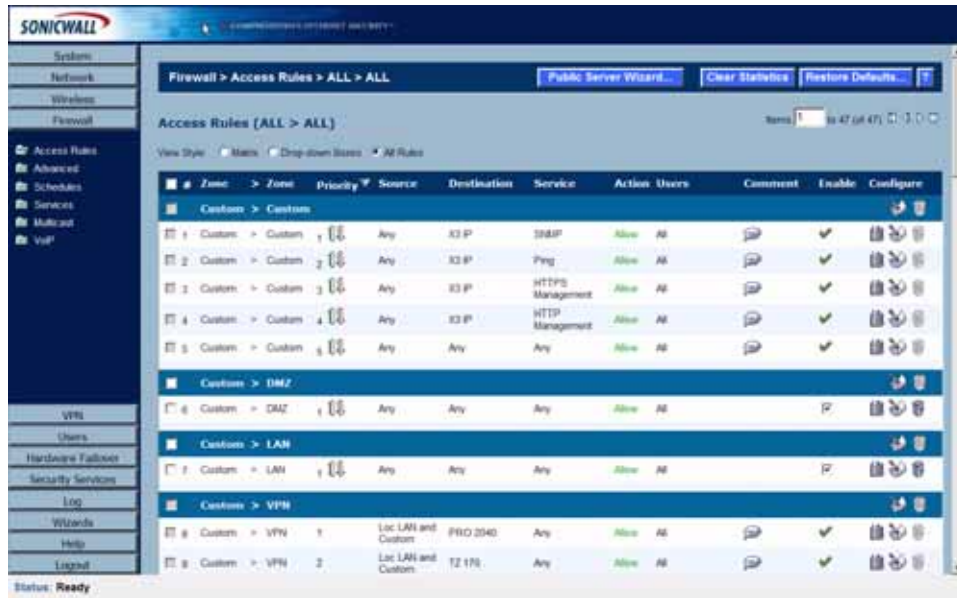 SONICWALL
COMPREHENSIVE INTERNET SECURITY
System
Network
Wireless
Firewall
Access Rules
Advanced
Schedules
Services
Multicast
VoIP
VPN
Users
Hardware Failover
Security Services
Log
Wizards
Help
Logout
Status: Ready
Firewall > Access Rules > ALL > ALL
Public Server Wizard...
Clear Statistics
Restore Defaults...
?
Access Rules (ALL > ALL)
Items 1 to 47 (of 47)
View Style: Matrix Drop-down Boxes All Rules
# Zone > Zone Priority Source Destination Service Action Users Comment Enable Configure
Custom > Custom
1 Custom > Custom 1 Any X3 IP SNMP Allow All
2 Custom > Custom 2 Any X3 IP Ping Allow All
3 Custom > Custom 3 Any X3 IP HTTPS Management Allow All
4 Custom > Custom 4 Any X3 IP HTTP Management Allow All
5 Custom > Custom 5 Any Any Any Allow All
Custom > DMZ
6 Custom > DMZ 1 Any Any Any Allow All
Custom > LAN
7 Custom > LAN 1 Any Any Any Allow All
Custom > VPN
8 Custom > VPN 1 Loc LAN and Custom PRO 2040 Any Allow All
9 Custom > VPN 2 Loc LAN and Custom TZ 170 Any Allow All